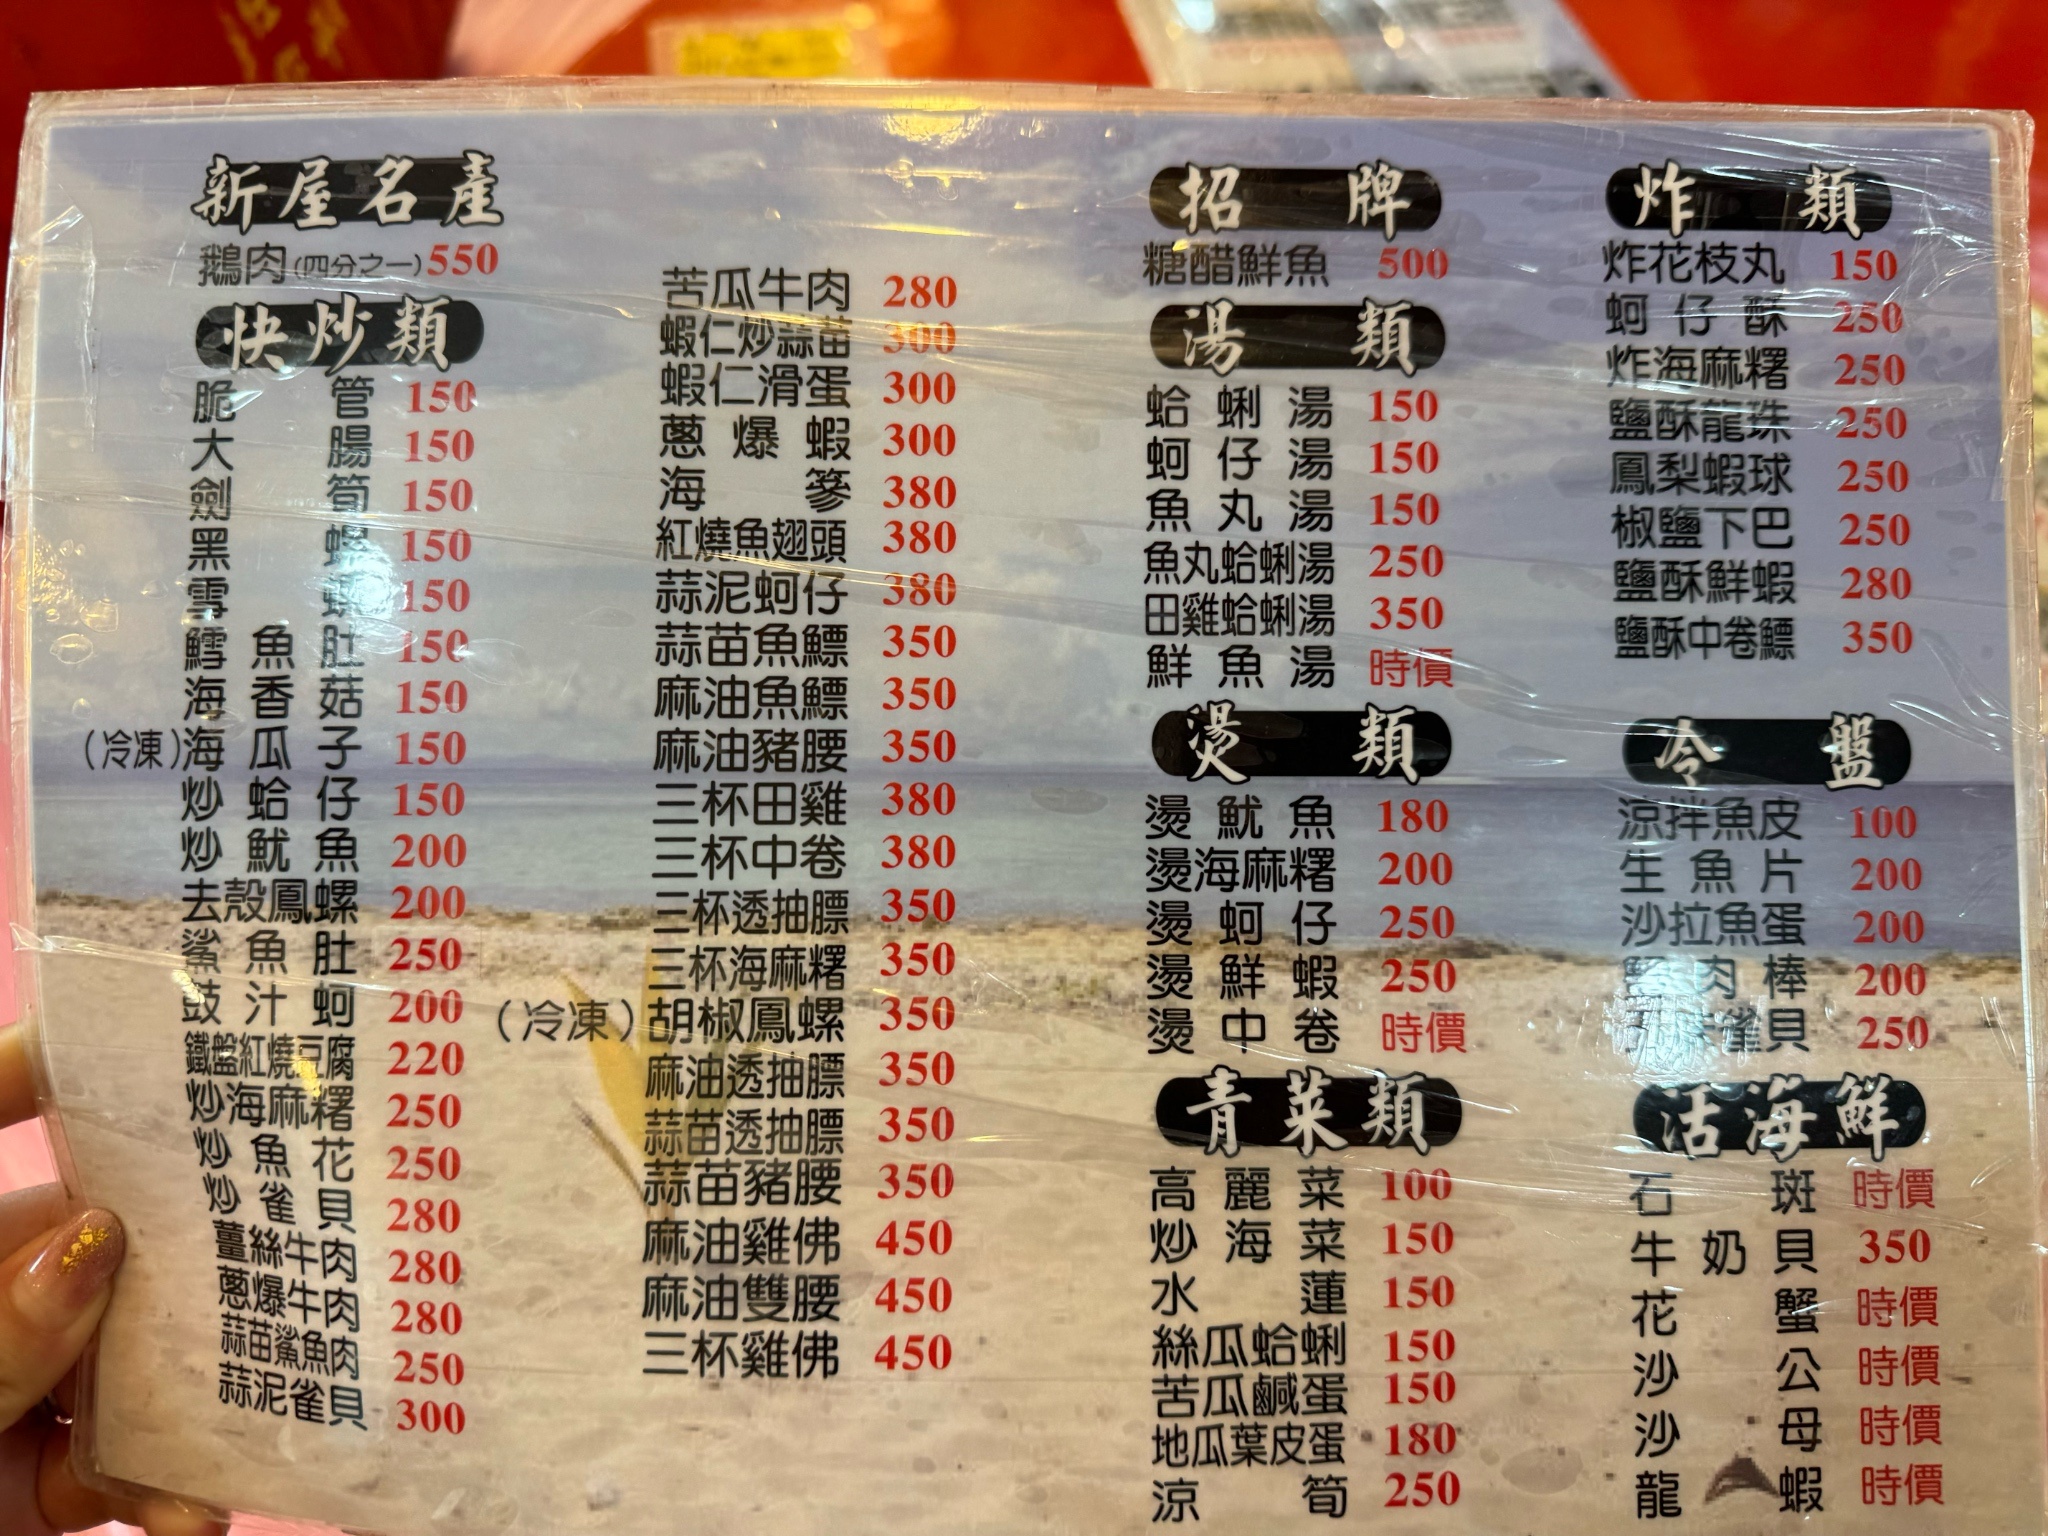 新屋名產
鵝肉(四分之一)550
快炒類
脆管 150
大腸 150
劍筍 150
黑 150
雪 150
鱈魚肚 150
海香菇 150
(冷凍)海瓜子 150
炒蛤仔 150
炒魷魚 200
去殼鳳螺 200
鯊魚肚 250
豉汁蚵 200
鐵盤紅燒豆腐 220
炒海麻糬 250
炒魚花 250
炒雀貝 280
薑絲牛肉 280
蔥爆牛肉 280
蒜苗鯊魚肉 250
蒜泥雀貝 300
苦瓜牛肉 280
蝦仁炒蒜苗 300
蝦仁滑蛋 300
蔥爆蝦 300
海篸 380
紅燒魚翅頭 380
蒜泥蚵仔 380
蒜苗魚鰾 350
麻油魚鰾 350
麻油豬腰 350
三杯田雞 380
三杯中卷 380
三杯透抽膘 350
三杯海麻糬 350
(冷凍)胡椒鳳螺 350
麻油透抽膘 350
蒜苗透抽膘 350
蒜苗豬腰 350
麻油雞佛 450
麻油雙腰 450
三杯雞佛 450
招牌
糖醋鮮魚 500
湯類
蛤蜊湯 150
蚵仔湯 150
魚丸湯 150
魚丸蛤蜊湯 250
田雞蛤蜊湯 350
鮮魚湯 時價
燙類
燙魷魚 180
燙海麻糬 200
燙蚵仔 250
燙鮮蝦 250
燙中卷 時價
青菜類
高麗菜 100
炒海菜 150
水蓮 150
絲瓜蛤蜊 150
苦瓜鹹蛋 150
地瓜葉皮蛋 180
涼筍 250
炸類
炸花枝丸 150
蚵仔酥 250
炸海麻糬 250
鹽酥龍珠 250
鳳梨蝦球 250
椒鹽下巴 250
鹽酥鮮蝦 280
鹽酥中卷鰾 350
冷盤
涼拌魚皮 100
生魚片 200
沙拉魚蛋 200
蟹肉棒 200
雀貝 250
活海鮮
石斑 時價
牛奶貝 350
花蟹 時價
沙公 時價
沙母 時價
龍蝦 時價